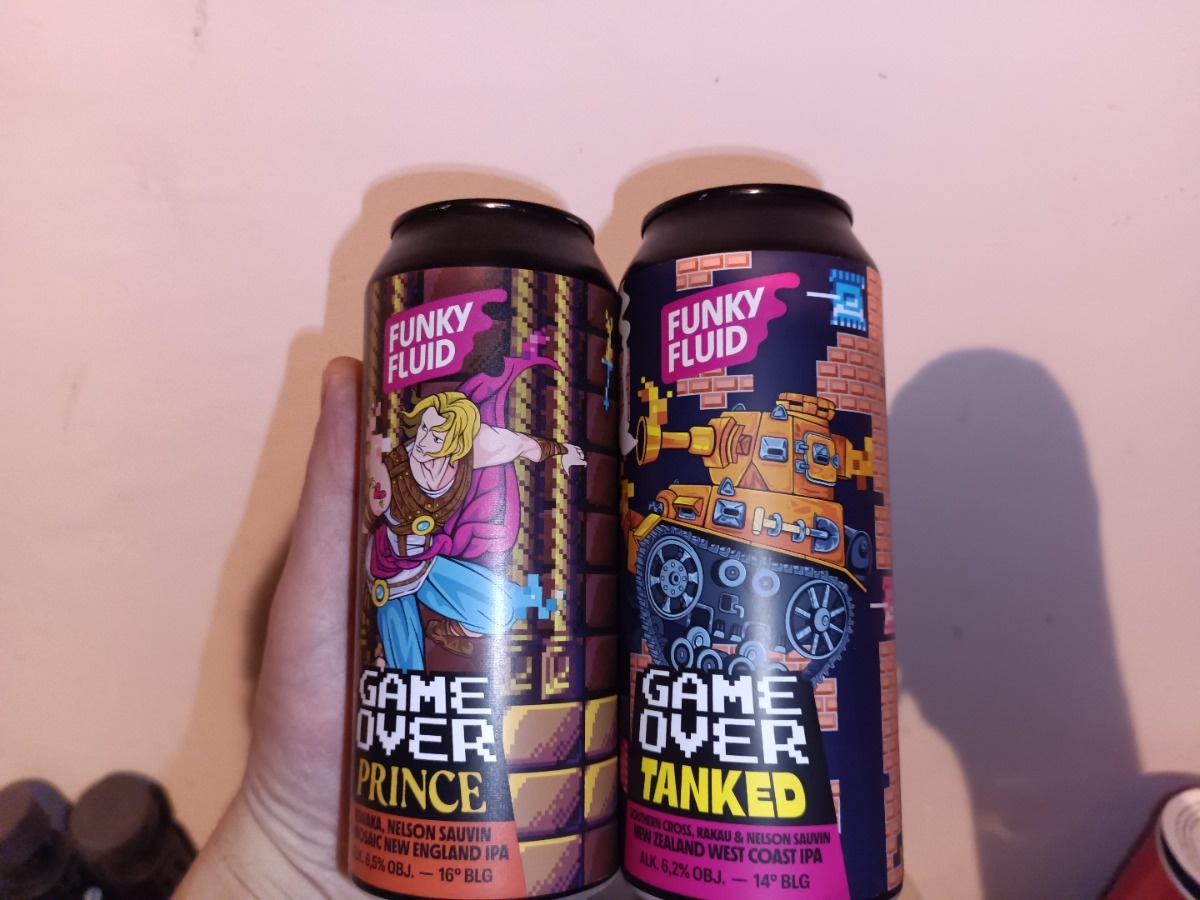 FUNKY
FLUID
GAME
OVER
PRINCE
NELSON SAUVIN
MOSAIC NEW ENGLAND IPA
ALK. 6,5% OBJ. — 16° BLG
FUNKY
FLUID
GAME
OVER
TANKED
SOUTHERN CROSS, RAKAU & NELSON SAUVIN
NEW ZEALAND WEST COAST IPA
ALK. 6,2% OBJ. — 14° BLG